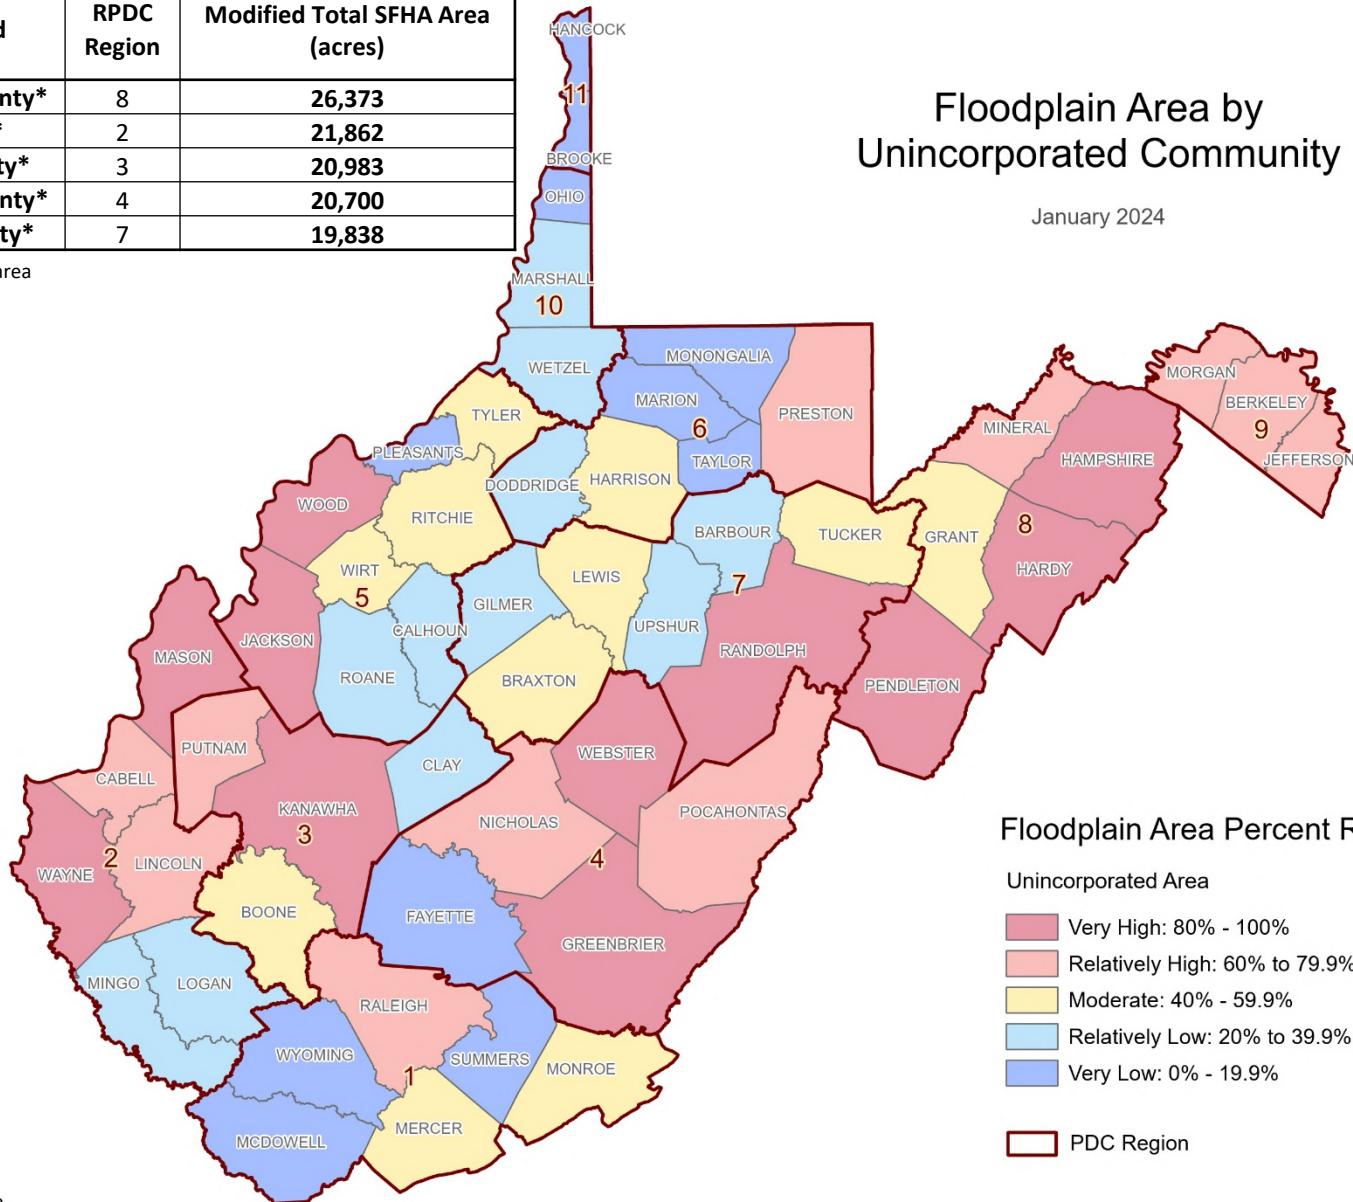 d
RPDC
Region
Modified Total SFHA Area
(acres)
nty* 8 26,373
* 2 21,862
ty* 3 20,983
nty* 4 20,700
ty* 7 19,838
area
Floodplain Area by
Unincorporated Community
January 2024
HANCOCK
11
BROOKE
OHIO
MARSHALL
10
WETZEL
MONONGALIA
MARION
6
TAYLOR
PRESTON
TYLER
PLEASANTS
DODDRIDGE
HARRISON
WOOD
RITCHIE
WIRT
5
BARBOUR
TUCKER
GRANT
MINERAL
HAMPSHIRE
8
HARDY
MORGAN
BERKELEY
9
JEFFERSON
LEWIS
GILMER
CALHOUN
UPSHUR
7
RANDOLPH
PENDLETON
MASON
JACKSON
ROANE
BRAXTON
PUTNAM
CABELL
CLAY
WEBSTER
POCAHONTAS
KANAWHA
3
NICHOLAS
4
WAYNE
2
LINCOLN
BOONE
FAYETTE
GREENBRIER
MINGO
LOGAN
RALEIGH
WYOMING
1
SUMMERS
MONROE
MERCER
MCDOWELL
Floodplain Area Percent R
Unincorporated Area
Very High: 80% - 100%
Relatively High: 60% to 79.9%
Moderate: 40% - 59.9%
Relatively Low: 20% to 39.9%
Very Low: 0% - 19.9%
PDC Region